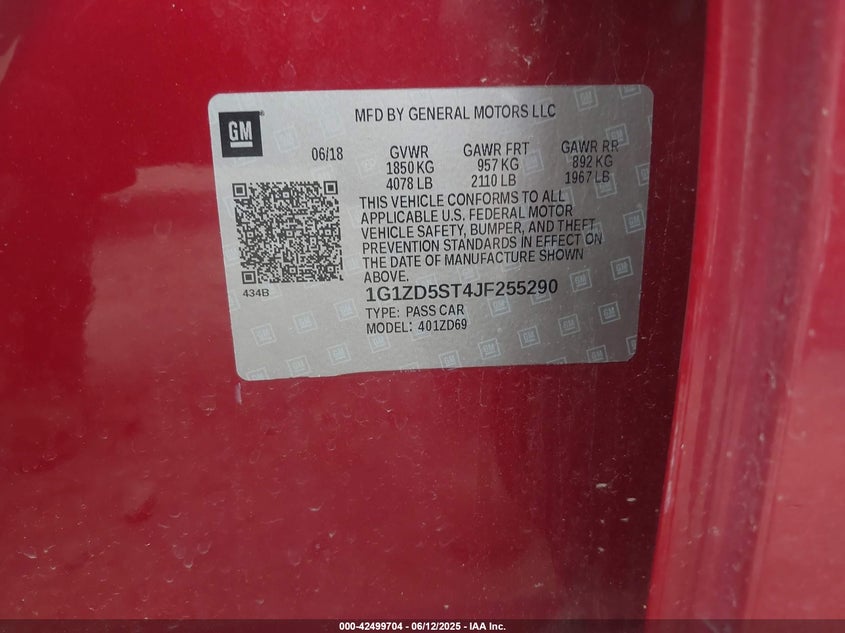 GM
MFD BY GENERAL MOTORS LLC
06/18 GVWR GAWR FRT GAWR RR
1850 KG 957 KG 892 KG
4078 LB 2110 LB 1967 LB
THIS VEHICLE CONFORMS TO ALL
APPLICABLE U.S. FEDERAL MOTOR
VEHICLE SAFETY, BUMPER, AND THEFT
PREVENTION STANDARDS IN EFFECT ON
THE DATE OF MANUFACTURE SHOWN
ABOVE.
434B
1G1ZD5ST4JF255290
TYPE: PASS CAR
MODEL: 401ZD69
000-42499704 - 06/12/2025 - IAA Inc.